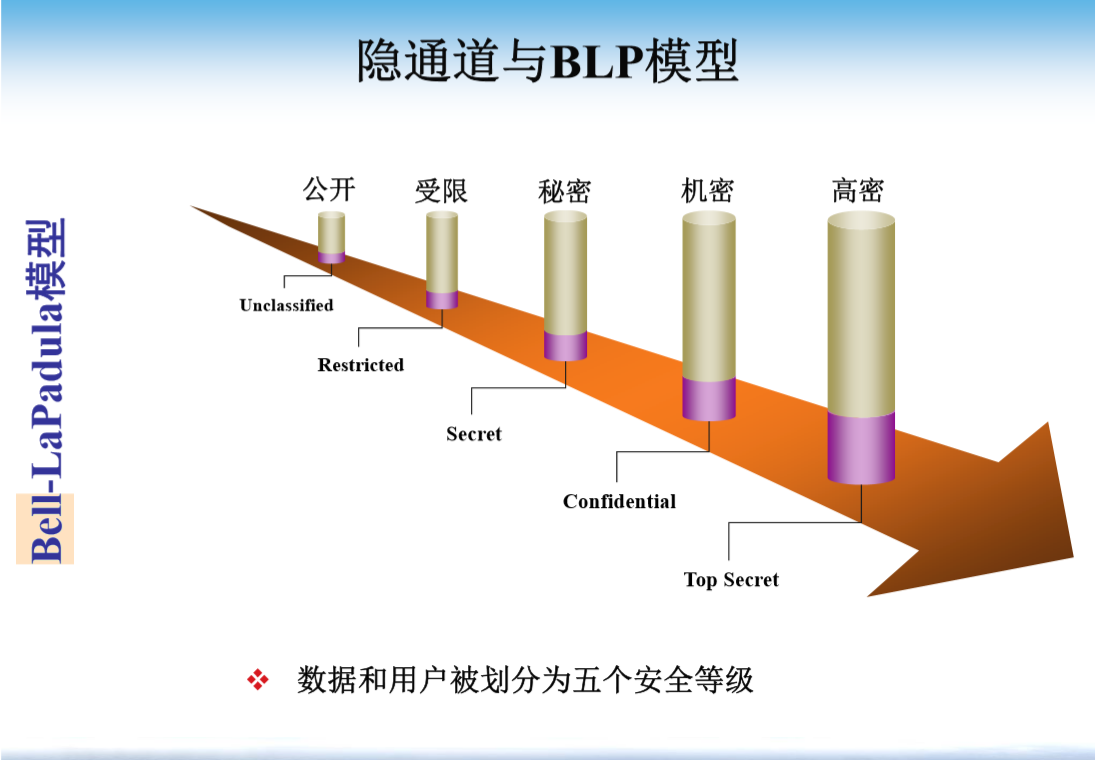 隐通道与BLP模型
公开
受限
秘密
机密
高密
Bell-LaPadula模型
Unclassified
Restricted
Secret
Confidential
Top Secret
数据和用户被划分为五个安全等级